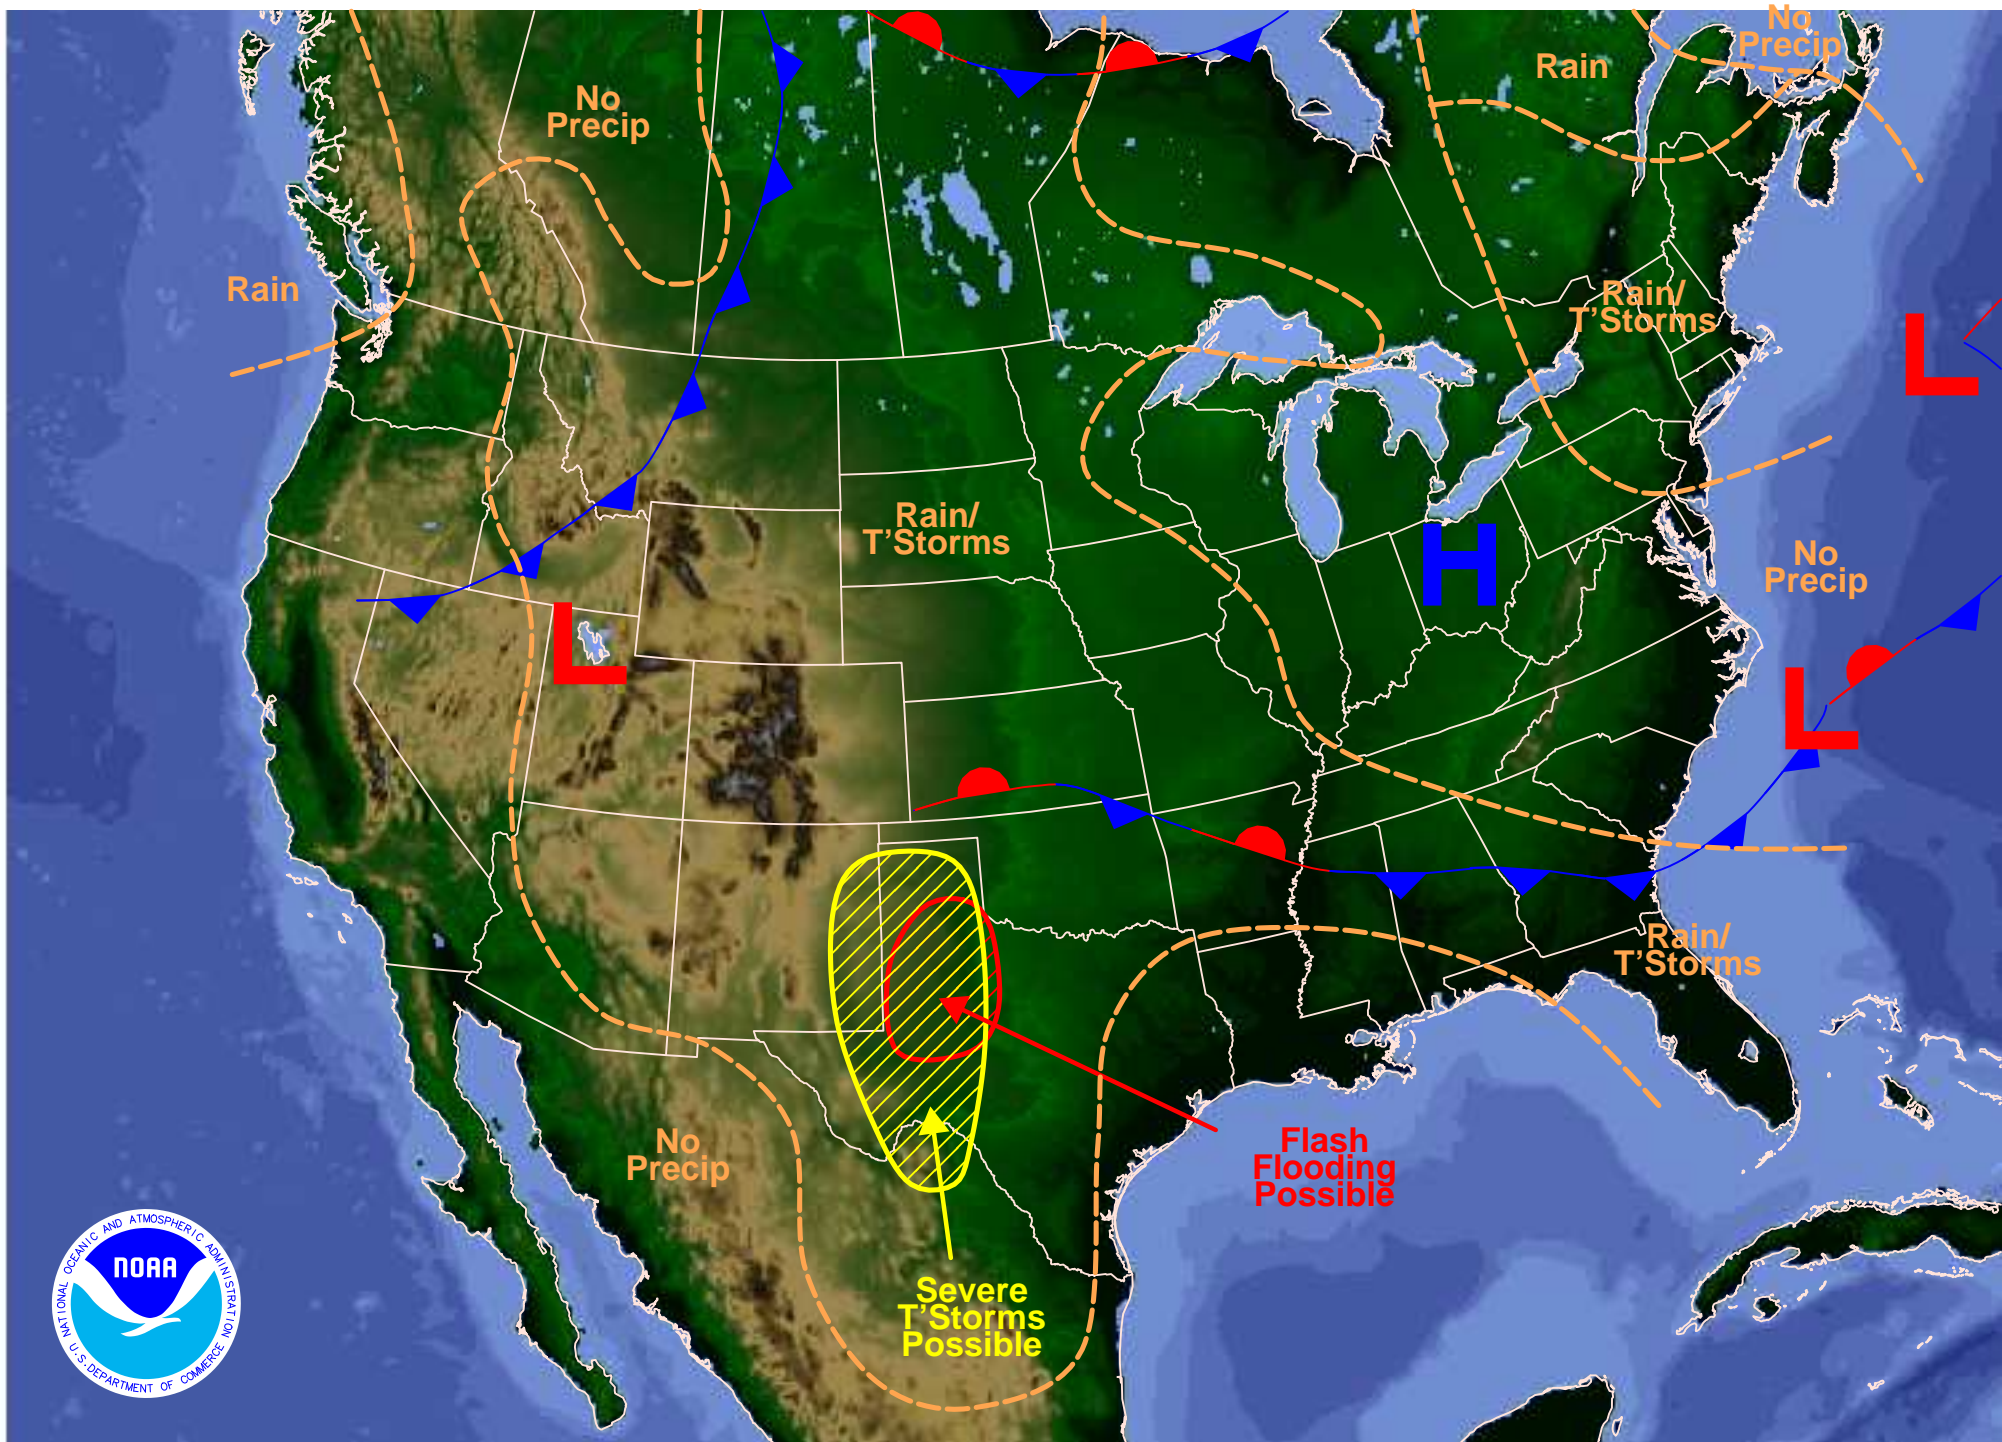 No
Precip
Rain
No
Precip
Rain
Rain/
T'Storms
L
Rain/
T'Storms
H
No
Precip
L
L
Rain/
T'Storms
No
Precip
Flash
Flooding
Possible
Severe
T'Storms
Possible
NATIONAL OCEANIC AND ATMOSPHERIC ADMINISTRATION
NOAA
U.S. DEPARTMENT OF COMMERCE